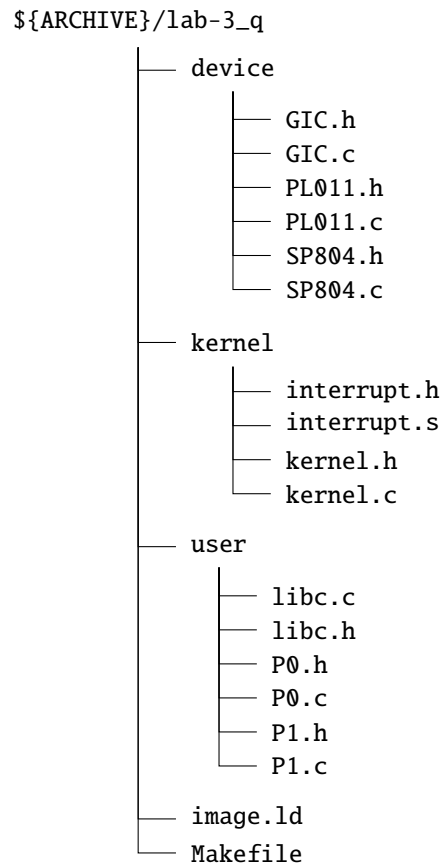 ${ARCHIVE}/lab-3_q
device
GIC.h
GIC.c
PL011.h
PL011.c
SP804.h
SP804.c
kernel
interrupt.h
interrupt.s
kernel.h
kernel.c
user
libc.c
libc.h
P0.h
P0.c
P1.h
P1.c
image.ld
Makefile